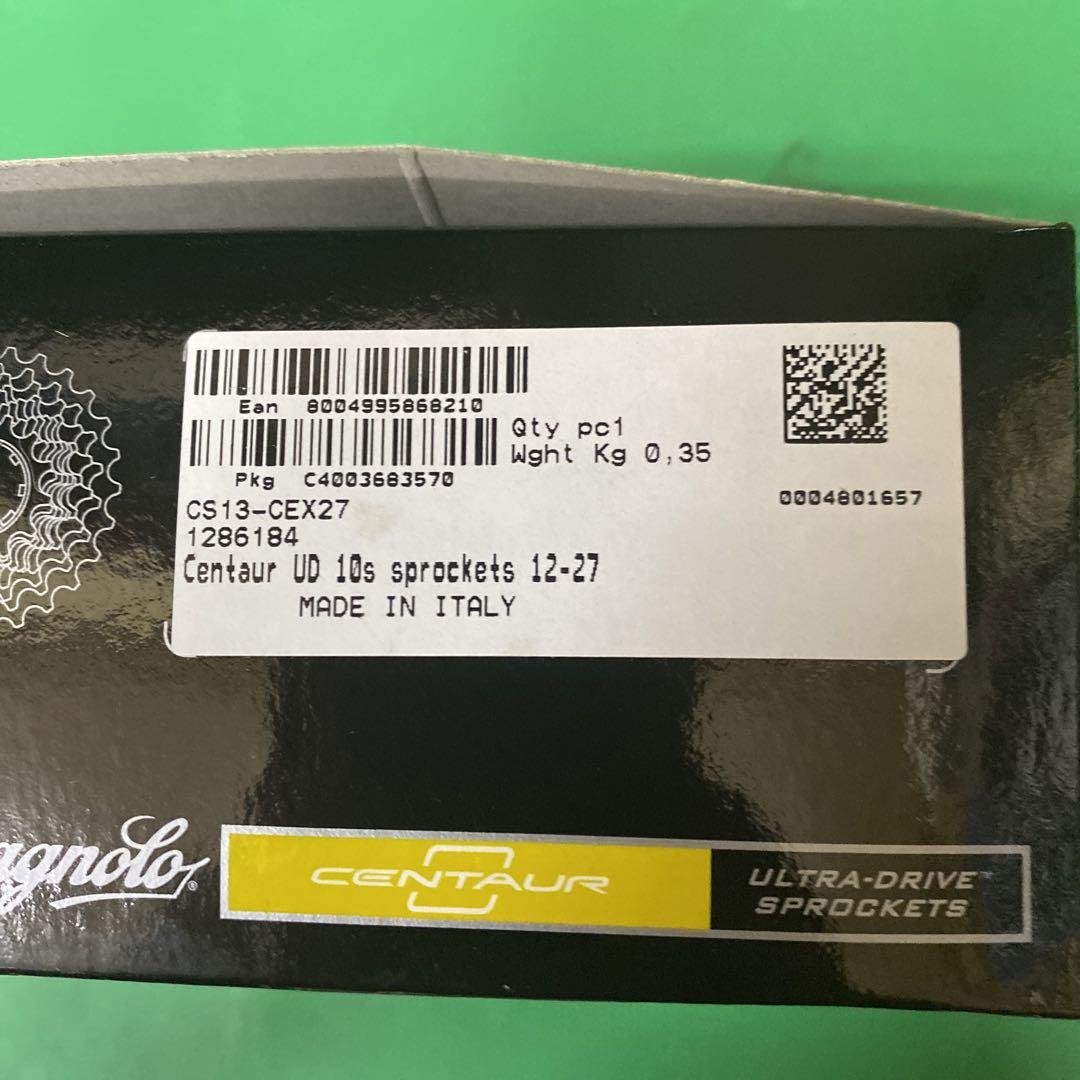 Ean 8004995868210
Pkg C4003683570
Qty pc1
Wght Kg 0,35
0004801657
CS13-CEX27
1286184
Centaur UD 10s sprockets 12-27
MADE IN ITALY
agnolo®
CENTAUR
ULTRA-DRIVE™
SPROCKETS